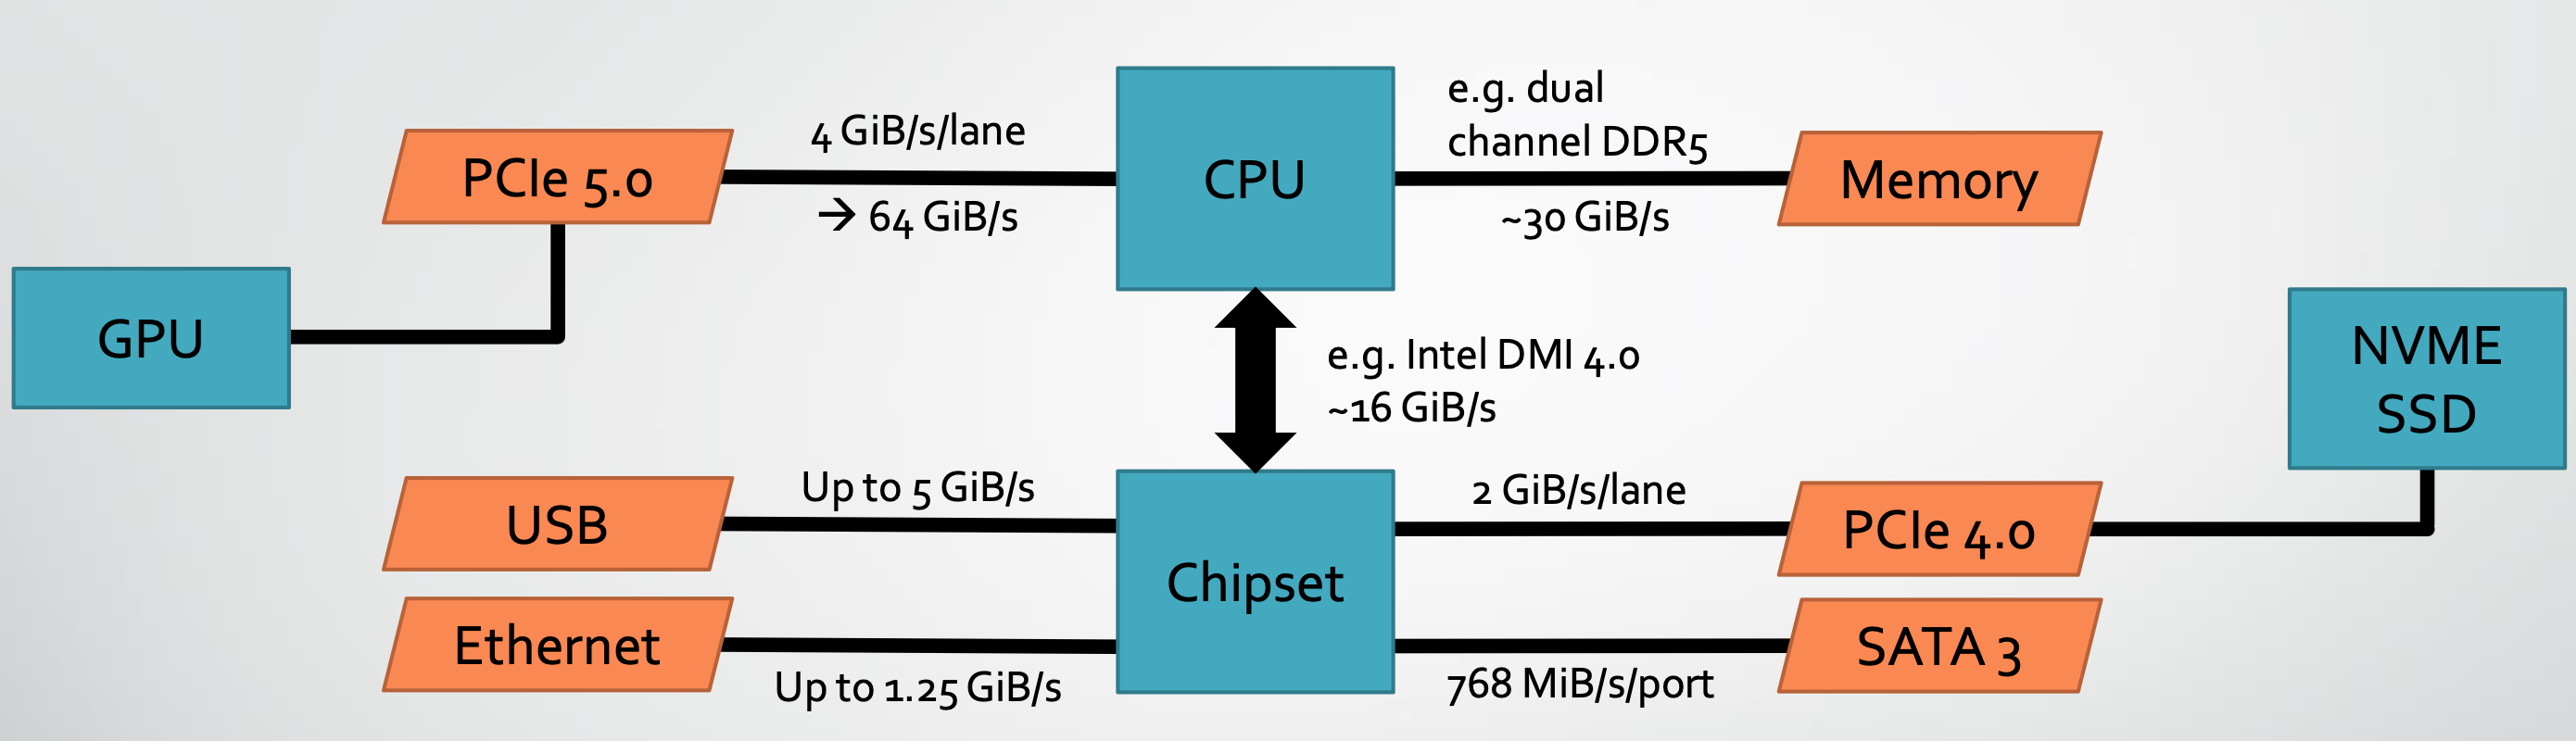 e.g. dual
channel DDR5
4 GiB/s/lane
PCIe 5.0
CPU
Memory
→ 64 GiB/s
~30 GiB/s
GPU
NVME
SSD
e.g. Intel DMI 4.0
~16 GiB/s
Up to 5 GiB/s
2 GiB/s/lane
USB
PCIe 4.0
Chipset
Ethernet
SATA 3
Up to 1.25 GiB/s
768 MiB/s/port